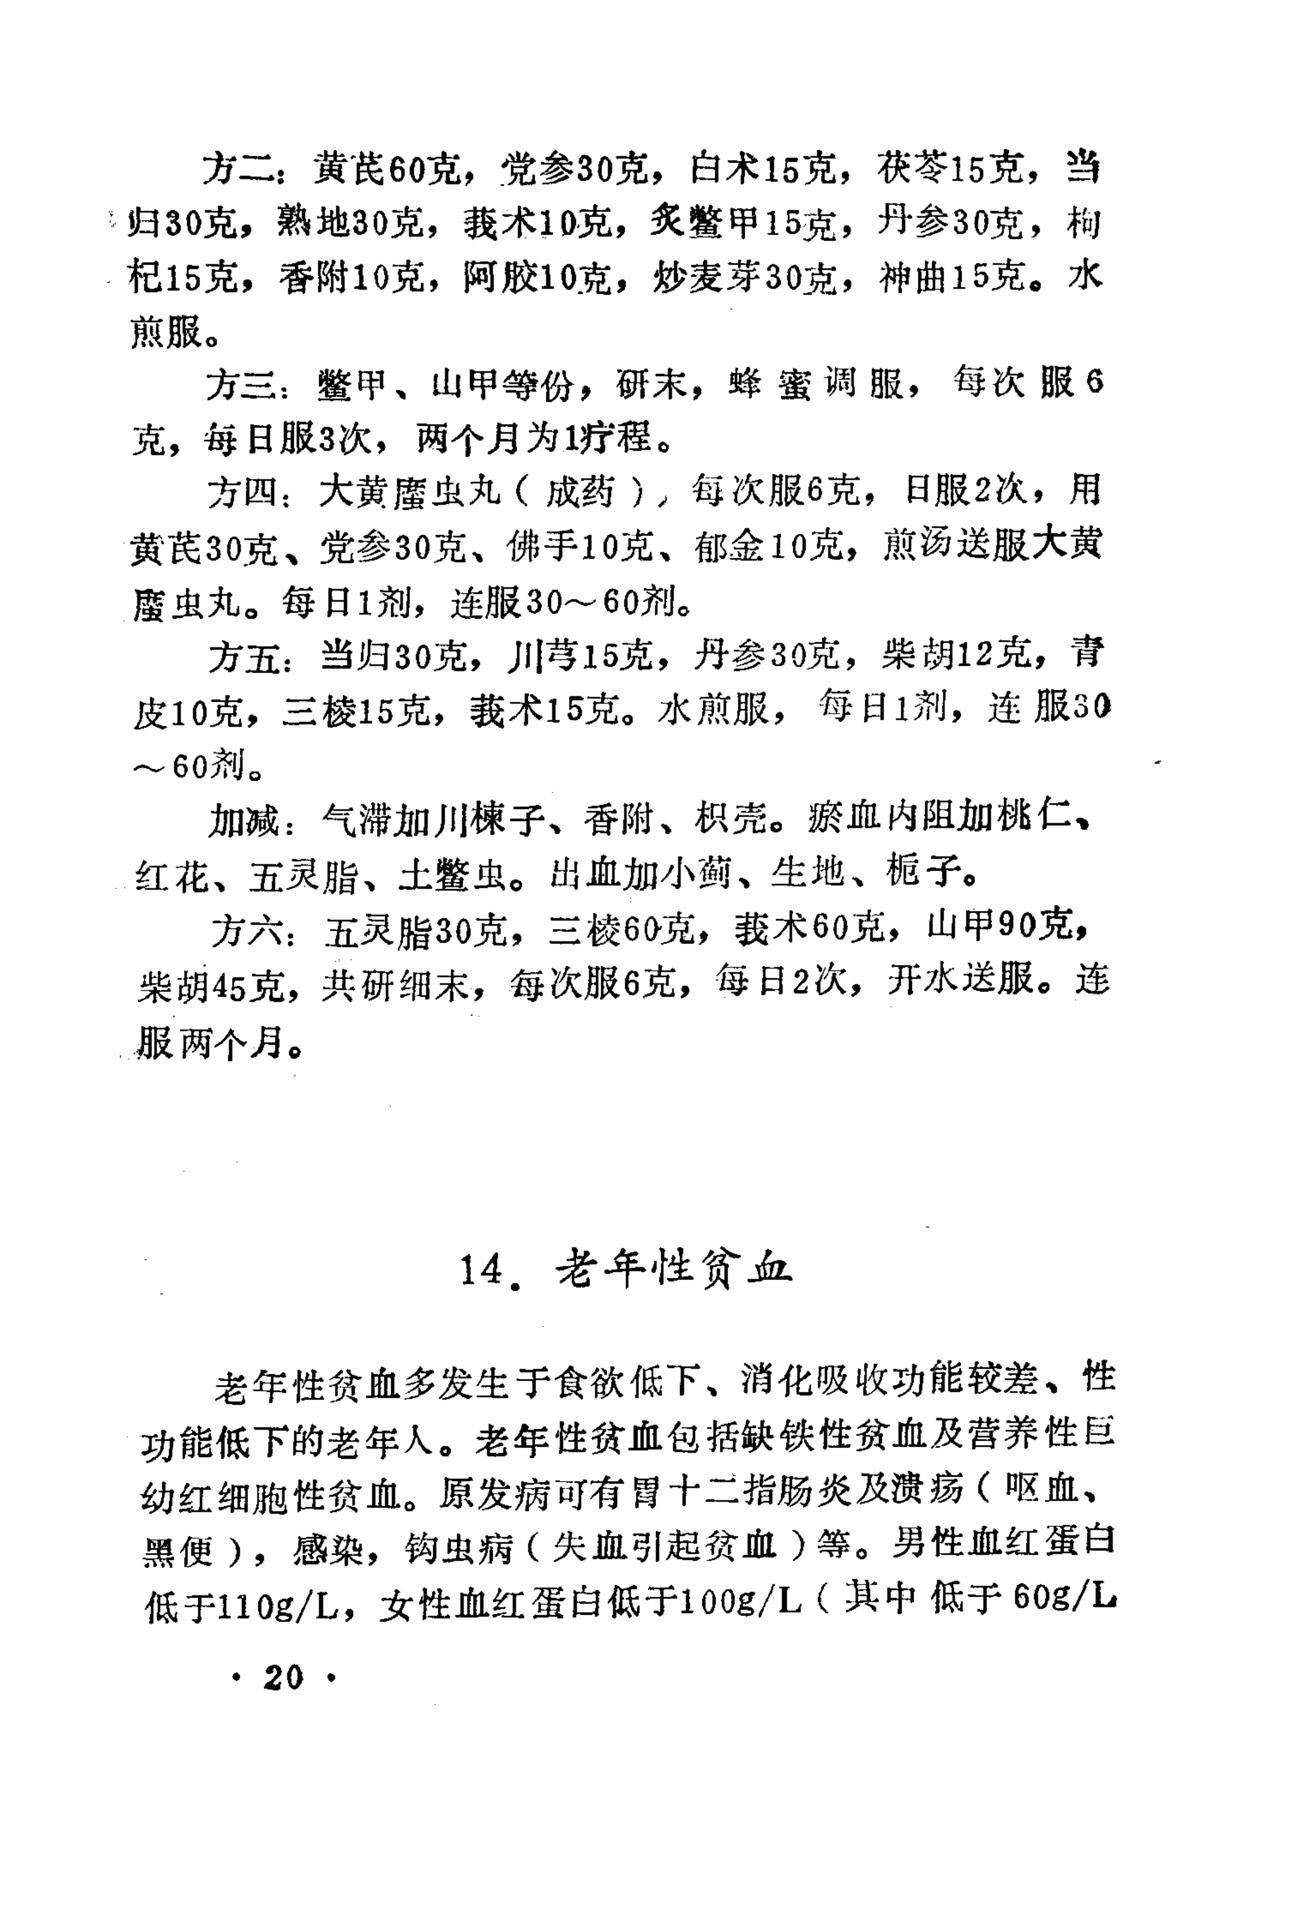 方二：黄芪60克，党参30克，白术15克，茯苓15克，当
归30克，熟地30克，莪术10克，炙鳖甲15克，丹参30克，枸
杞15克，香附10克，阿胶10克，炒麦芽30克，神曲15克。水
煎服。
方三：鳖甲、山甲等份，研末，蜂蜜调服，每次服6
克，每日服3次，两个月为1疗程。
方四：大黄䗪虫丸（成药），每次服6克，日服2次，用
黄芪30克、党参30克、佛手10克、郁金10克，煎汤送服大黄
䗪虫丸。每日1剂，连服30～60剂。
方五：当归30克，川芎15克，丹参30克，柴胡12克，青
皮10克，三棱15克，莪术15克。水煎服，每日1剂，连服30
～60剂。
加减：气滞加川楝子、香附、枳壳。瘀血内阻加桃仁、
红花、五灵脂、土鳖虫。出血加小蓟、生地、栀子。
方六：五灵脂30克，三棱60克，莪术60克，山甲90克，
柴胡45克，共研细末，每次服6克，每日2次，开水送服。连
服两个月。
14．老年性贫血
老年性贫血多发生于食欲低下、消化吸收功能较差、性
功能低下的老年人。老年性贫血包括缺铁性贫血及营养性巨
幼红细胞性贫血。原发病可有胃十二指肠炎及溃疡（呕血、
黑便），感染，钩虫病（失血引起贫血）等。男性血红蛋白
低于110g/L，女性血红蛋白低于100g/L（其中低于60g/L
·20·